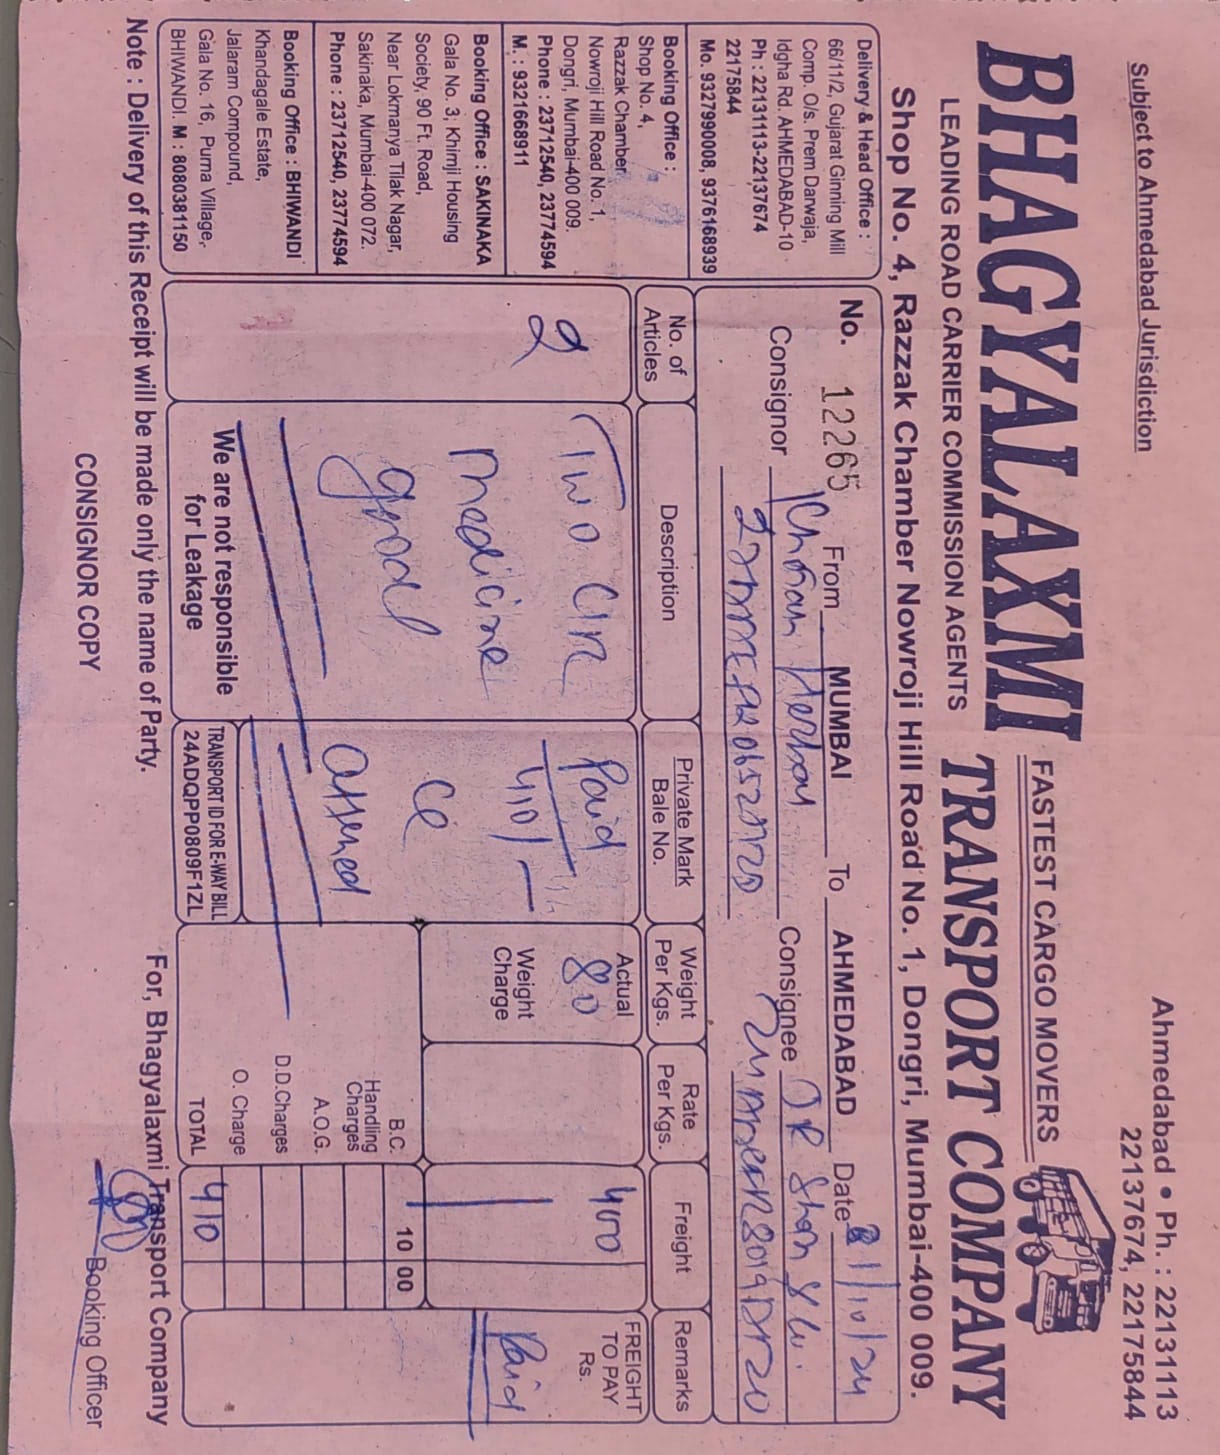 Subject to Ahmedabad Jurisdiction
Ahmedabad • Ph. : 22131113
22137674, 22175844
BHAGYALAXMI
FASTEST CARGO MOVERS
TRANSPORT COMPANY
LEADING ROAD CARRIER COMMISSION AGENTS
Shop No. 4, Razzak Chamber Nowroji Hill Road No. 1, Dongri, Mumbai-400 009.
Delivery & Head Office :
66/11/2, Gujarat Ginning Mill
Comp. O/s. Prem Darwaja,
Idgha Rd. AHMEDABAD-10
Ph : 22131113-22137674
22175844
Mo. 9327990008, 9376168939
Booking Office :
Shop No. 4,
Razzak Chamber,
Nowroji Hill Road No. 1,
Dongri, Mumbai-400 009.
Phone : 23712540, 23774594
M. : 9321668911
Booking Office : SAKINAKA
Gala No. 3, Khimji Housing
Society, 90 Ft. Road,
Near Lokmanya Tilak Nagar,
Sakinaka, Mumbai-400 072.
Phone : 23712540, 23774594
Booking Office : BHIWANDI
Khandagale Estate,
Jalaram Compound,
Gala No. 16, Purna Village,
BHIWANDI. M : 8080381150
No. 12265 From MUMBAI To AHMEDABAD Date 21/10/24
Consignor Consignee Shah
No. of Articles
Description
Private Mark
Bale No.
Weight
Per Kgs.
Rate
Per Kgs.
Freight
Remarks
2
Two
medicine
good
Paid
410/-
Actual
80
Weight
Charge
400
FREIGHT
TO PAY
Rs.
Paid
B.C. 10 00
Handling
Charges
A.O.G.
D.D.Charges
O. Charge
TOTAL 410
We are not responsible
for Leakage
TRANSPORT ID FOR E-WAY BILL
24ADQPP0809F1ZL
Note : Delivery of this Receipt will be made only the name of Party.
For, Bhagyalaxmi Transport Company
CONSIGNOR COPY
Booking Officer